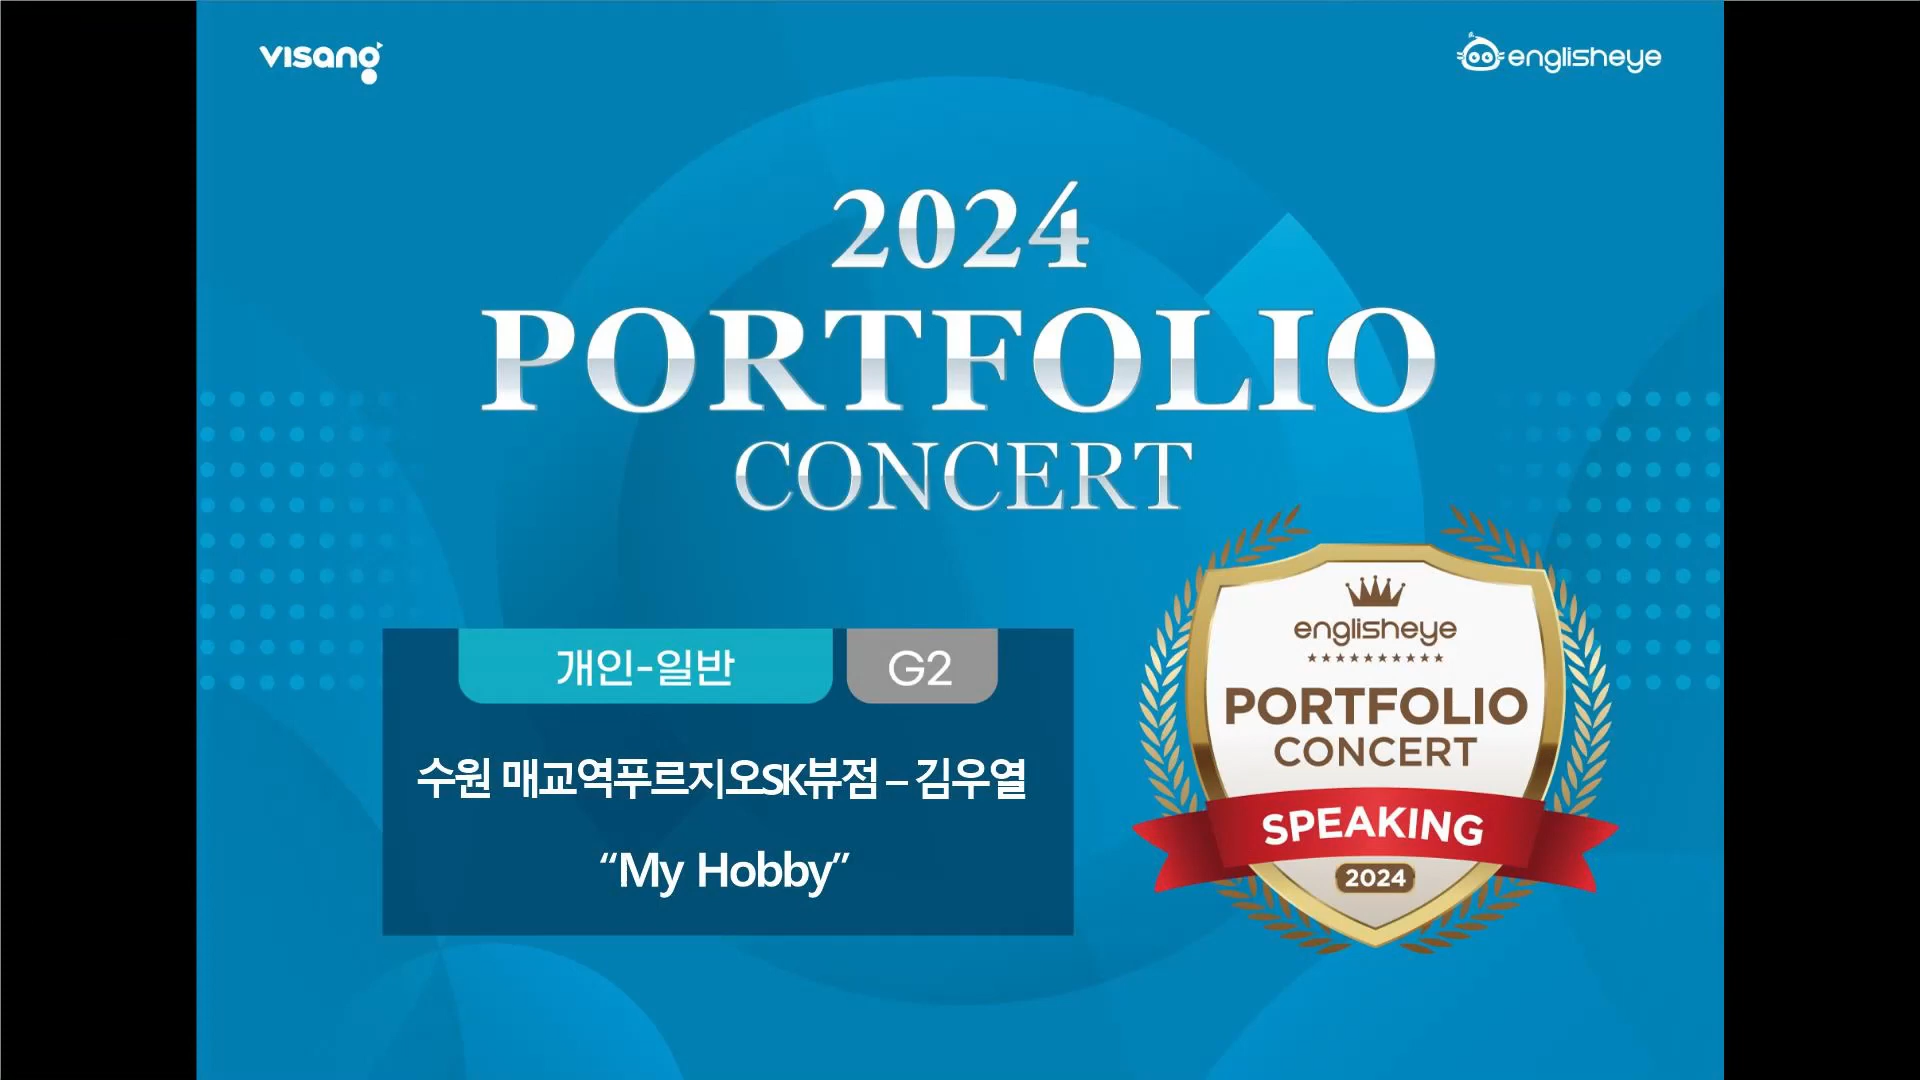 visang
englisheye
2024
PORTFOLIO
CONCERT
개인-일반
G2
수원 매교역푸르지오SK뷰점 – 김우열
“My Hobby”
englisheye
PORTFOLIO
CONCERT
SPEAKING
2024